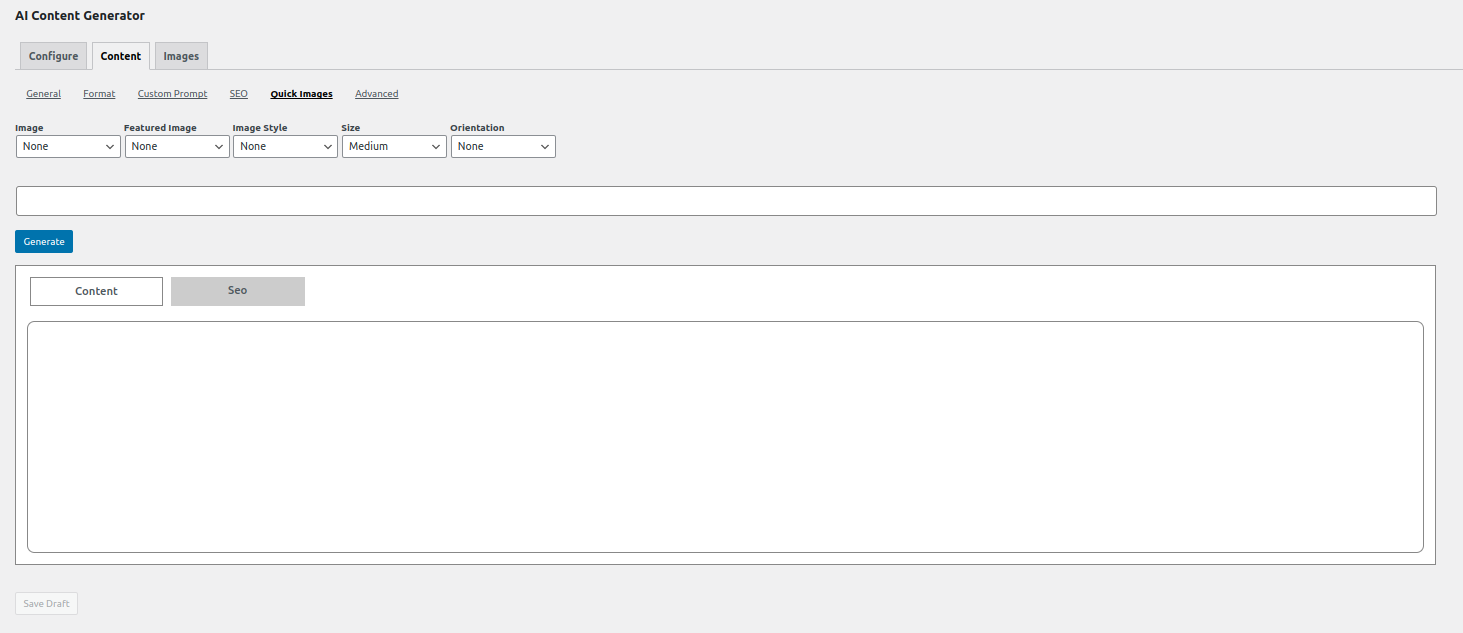 AI Content Generator
Configure Content Images
General Format Custom Prompt SEO Quick Images Advanced
Image Featured Image Image Style Size Orientation
None None None Medium None
Generate
Content Seo
Save Draft